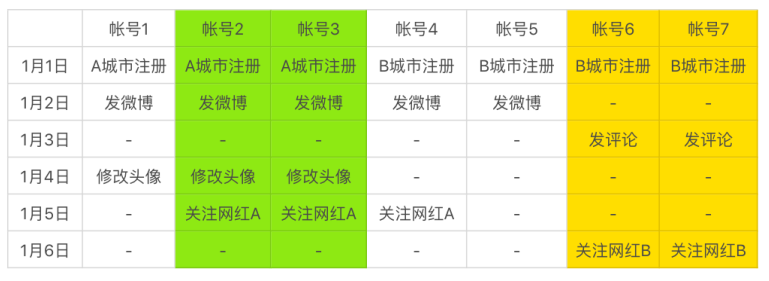 帐号1 帐号2 帐号3 帐号4 帐号5 帐号6 帐号7
1月1日 A城市注册 A城市注册 A城市注册 B城市注册 B城市注册 B城市注册 B城市注册
1月2日 发微博 发微博 发微博 发微博 发微博 - -
1月3日 - - - - - 发评论 发评论
1月4日 修改头像 修改头像 修改头像 - - - -
1月5日 - 关注网红A 关注网红A 关注网红A - - -
1月6日 - - - - - 关注网红B 关注网红B